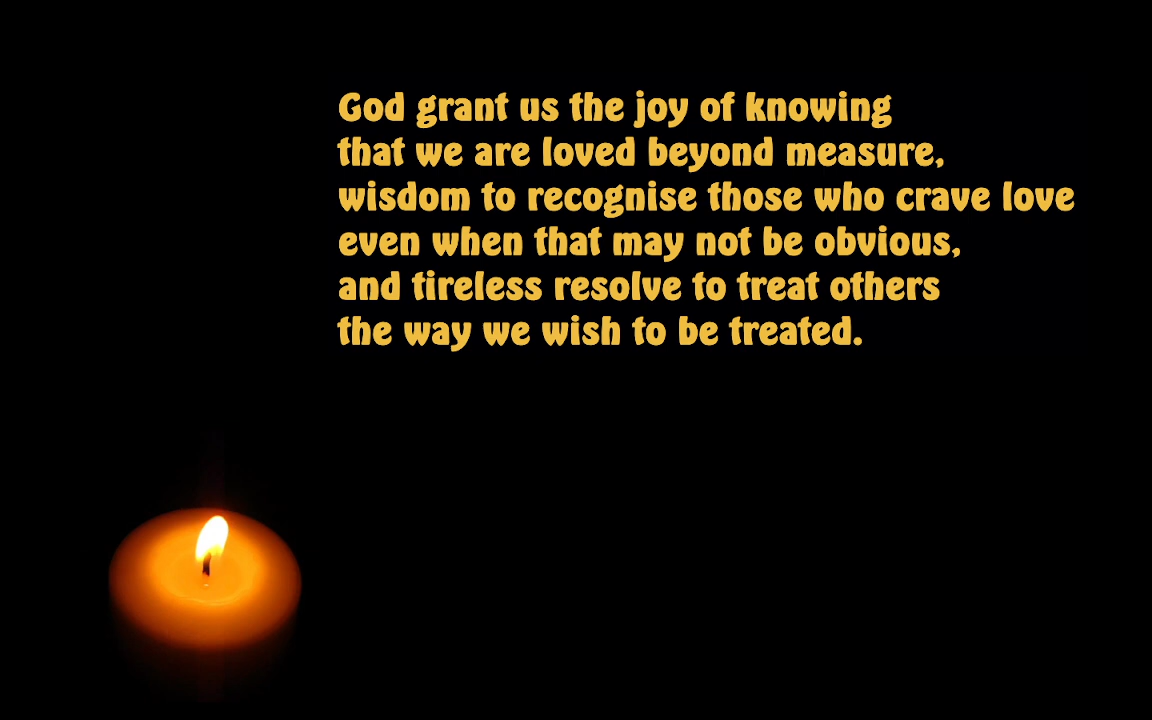 God grant us the joy of knowing
that we are loved beyond measure,
wisdom to recognise those who crave love
even when that may not be obvious,
and tireless resolve to treat others
the way we wish to be treated.